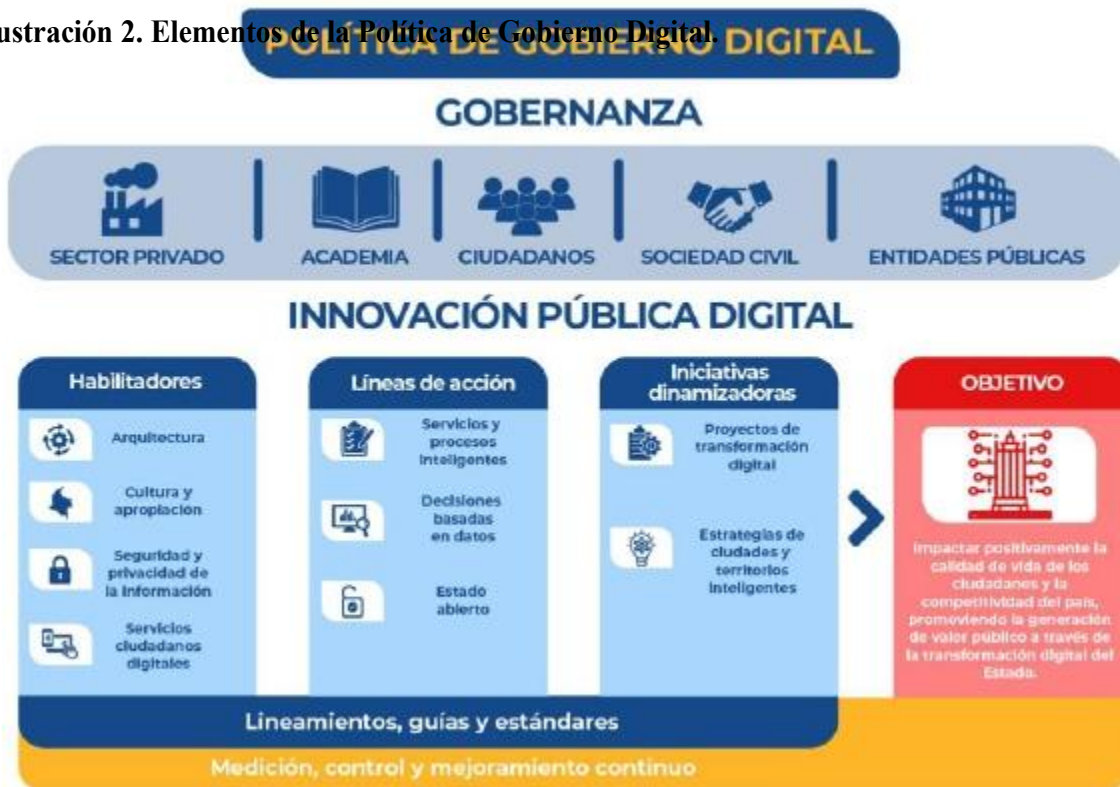 ustración 2. Elementos de la Política de Gobierno Digital.
POLÍTICA DE GOBIERNO DIGITAL
GOBERNANZA
SECTOR PRIVADO
ACADEMIA
CIUDADANOS
SOCIEDAD CIVIL
ENTIDADES PÚBLICAS
INNOVACIÓN PÚBLICA DIGITAL
Habilitadores
Arquitectura
Cultura y
apropiación
Seguridad y
privacidad de
la información
Servicios
ciudadanos
digitales
Líneas de acción
Servicios y
procesos
inteligentes
Decisiones
basadas
en datos
Estado
abierto
Iniciativas
dinamizadoras
Proyectos de
transformación
digital
Estrategias de
ciudades y
territorios
inteligentes
OBJETIVO
Impactar positivamente la
calidad de vida de los
ciudadanes y la
competitividad del país,
promoviendo la generación
de valor público a través de
la transformación digital del
Estado.
Lineamientos, guías y estándares
Medición, control y mejoramiento continuo